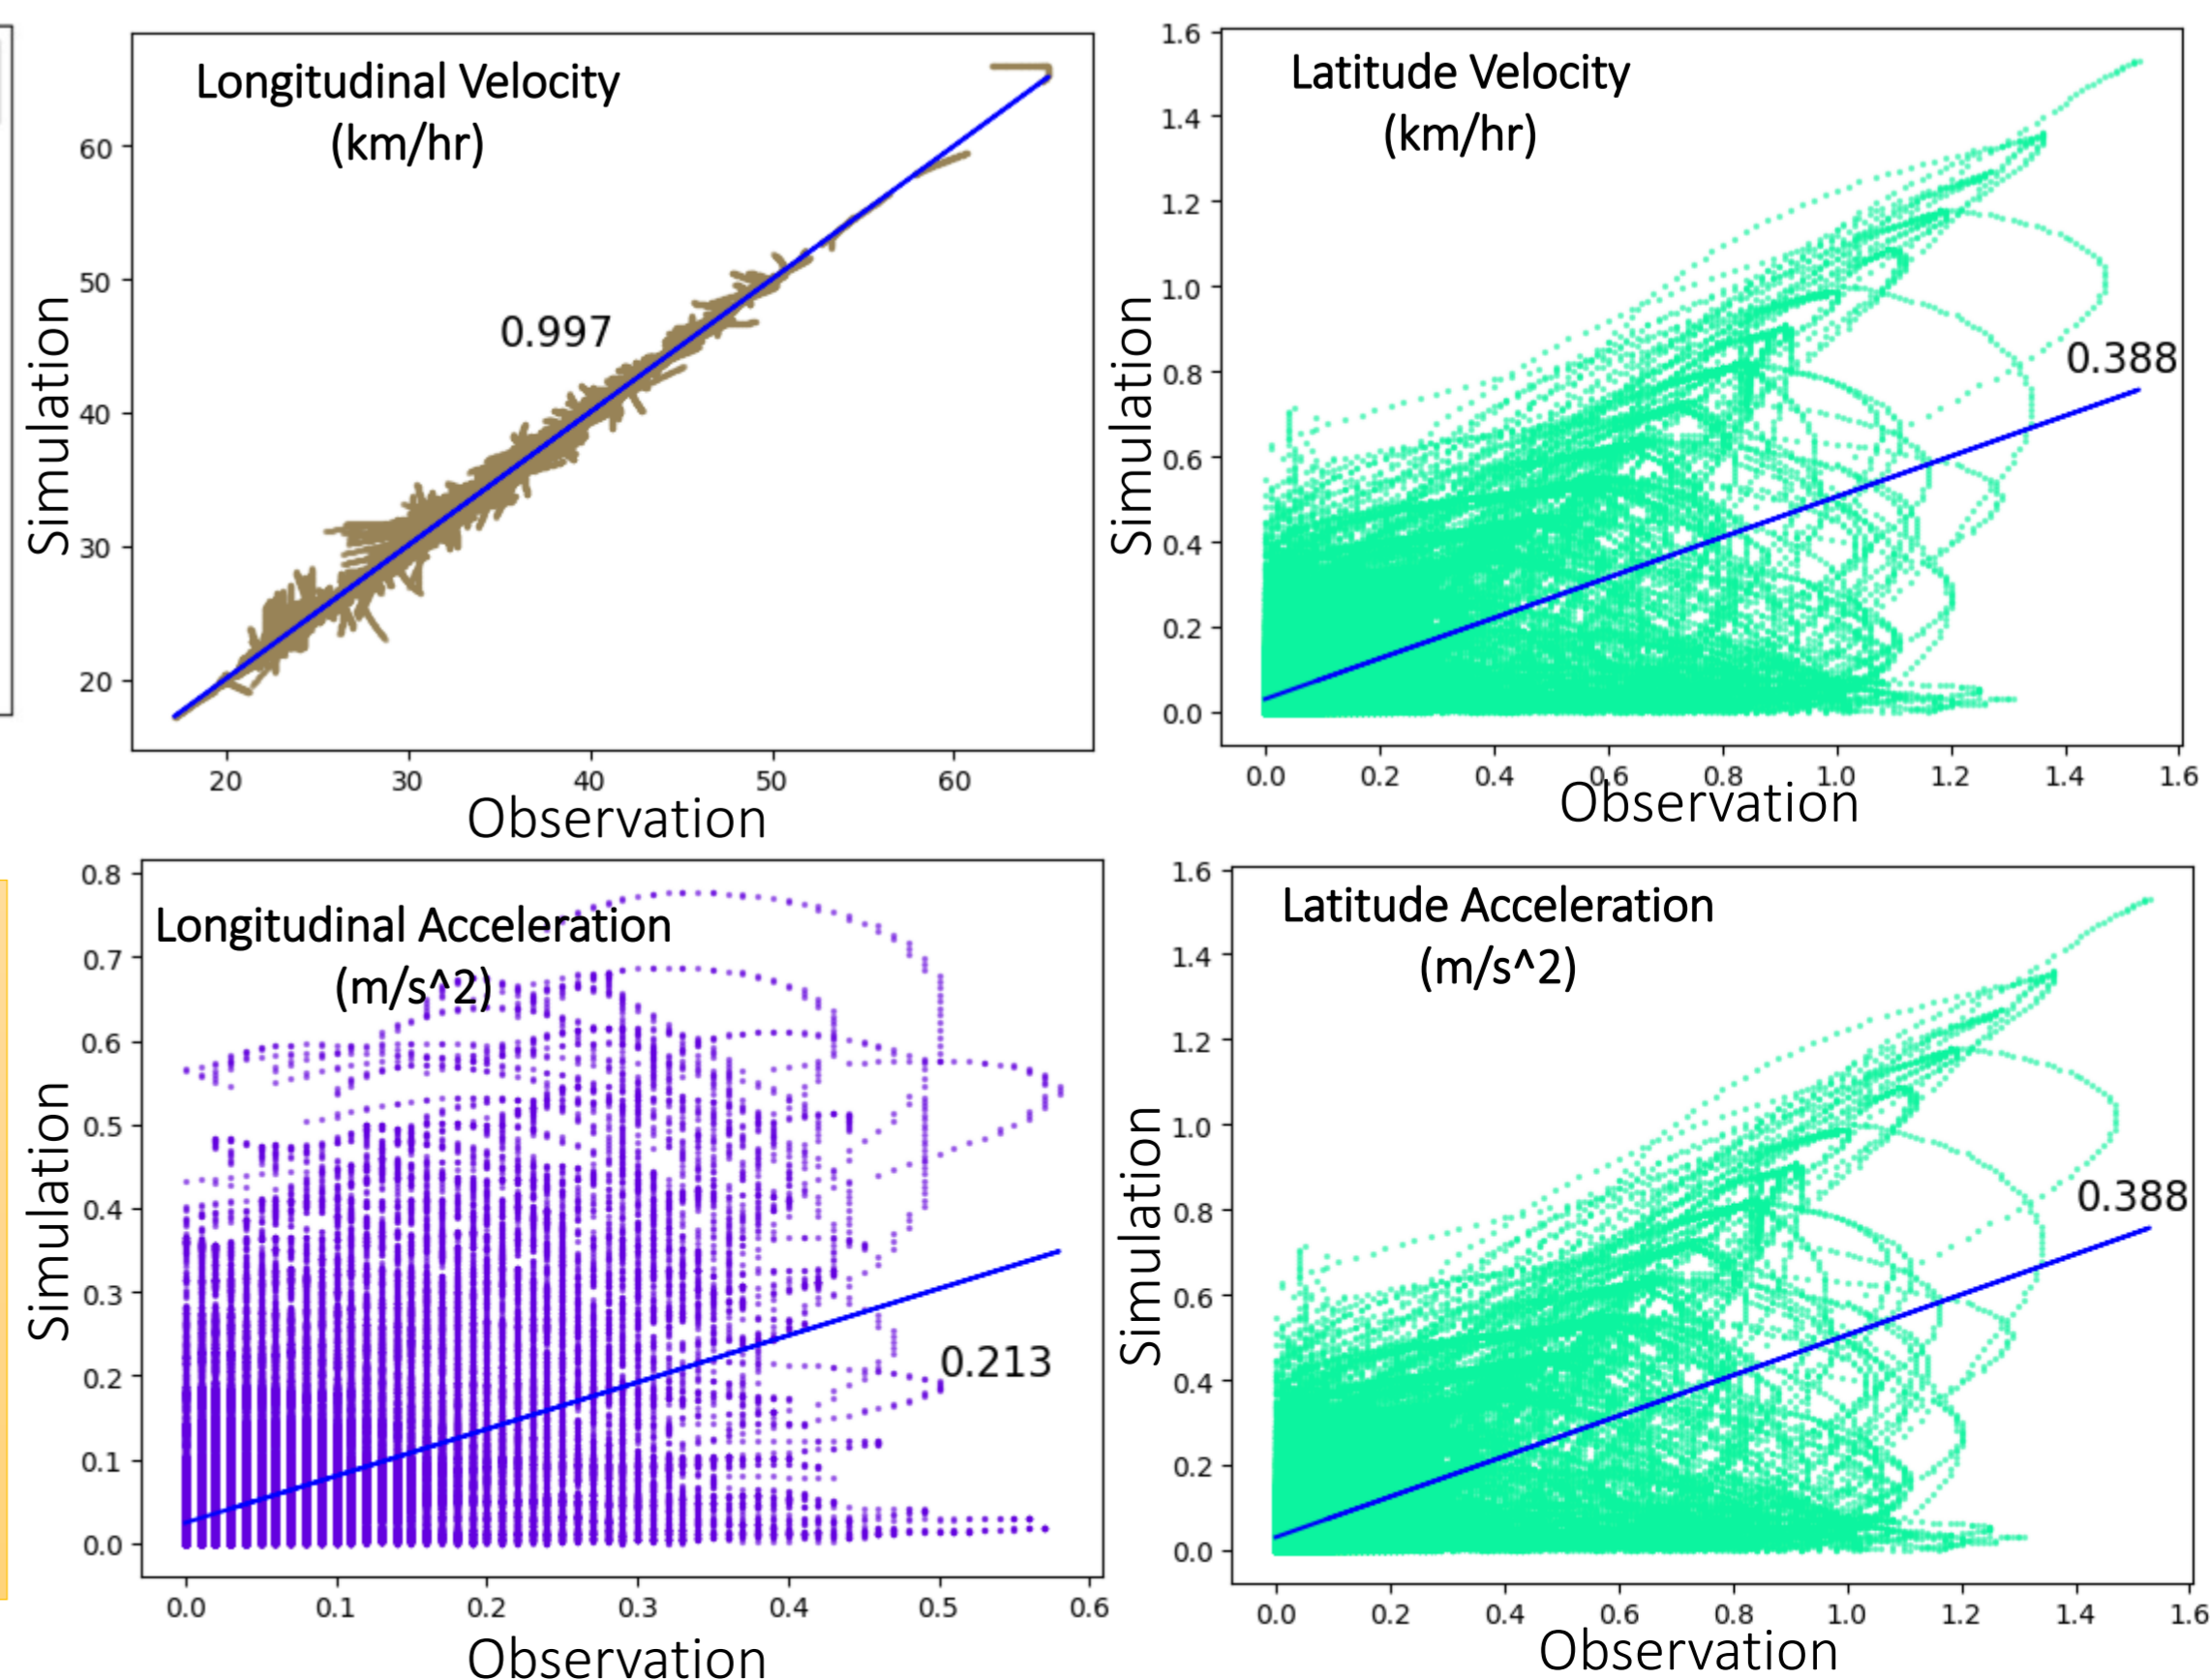 Longitudinal Velocity
(km/hr)
0.997
60
50
40
30
20
Simulation
20 30 40 50 60
Observation
Latitude Velocity
(km/hr)
0.388
1.6
1.4
1.2
1.0
0.8
0.6
0.4
0.2
0.0
Simulation
0.0 0.2 0.4 0.6 0.8 1.0 1.2 1.4 1.6
Observation
Longitudinal Acceleration
(m/s^2)
0.213
0.8
0.7
0.6
0.5
0.4
0.3
0.2
0.1
0.0
Simulation
0.0 0.1 0.2 0.3 0.4 0.5 0.6
Observation
Latitude Acceleration
(m/s^2)
0.388
1.6
1.4
1.2
1.0
0.8
0.6
0.4
0.2
0.0
Simulation
0.0 0.2 0.4 0.6 0.8 1.0 1.2 1.4 1.6
Observation